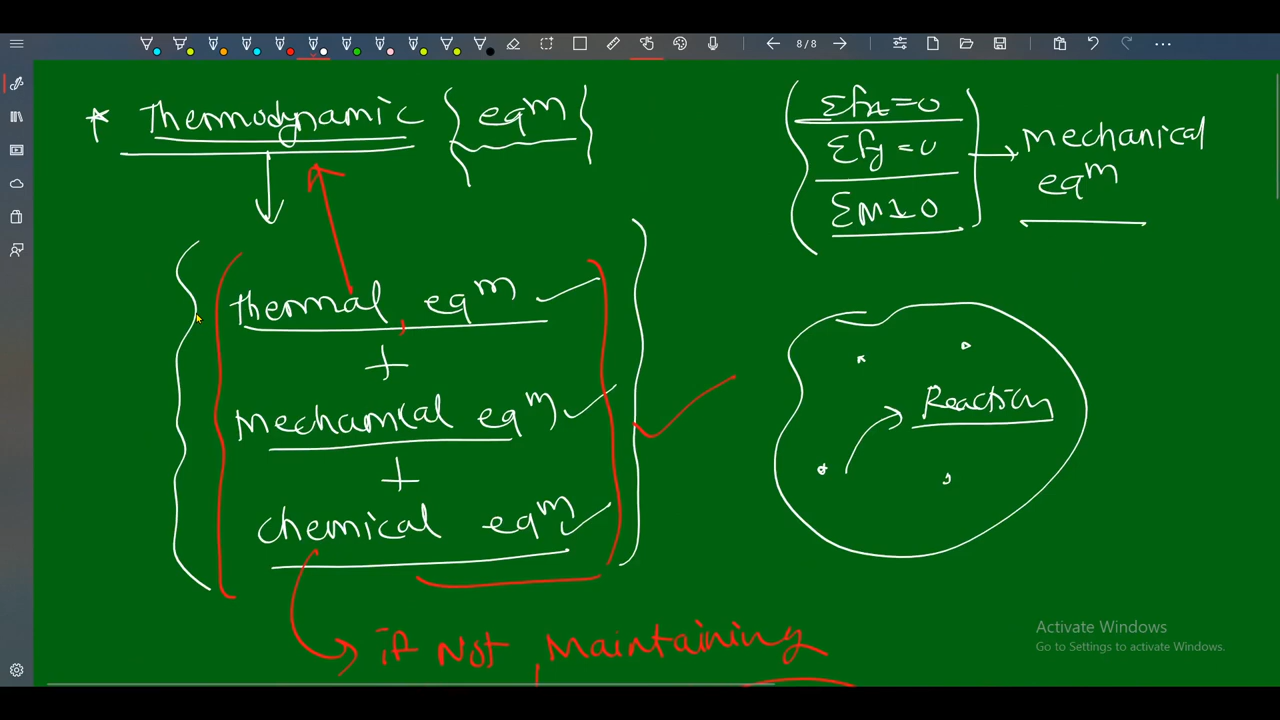 8/8
* Thermodynamic {eqm}
Thermal eqm
+
Mechanical eqm
+
chemical eqm
if Not Maintaining
Σfx=0
Σfy=0
ΣM=0
→ mechanical
eqm
Reaction
Activate Windows
Go to Settings to activate Windows.